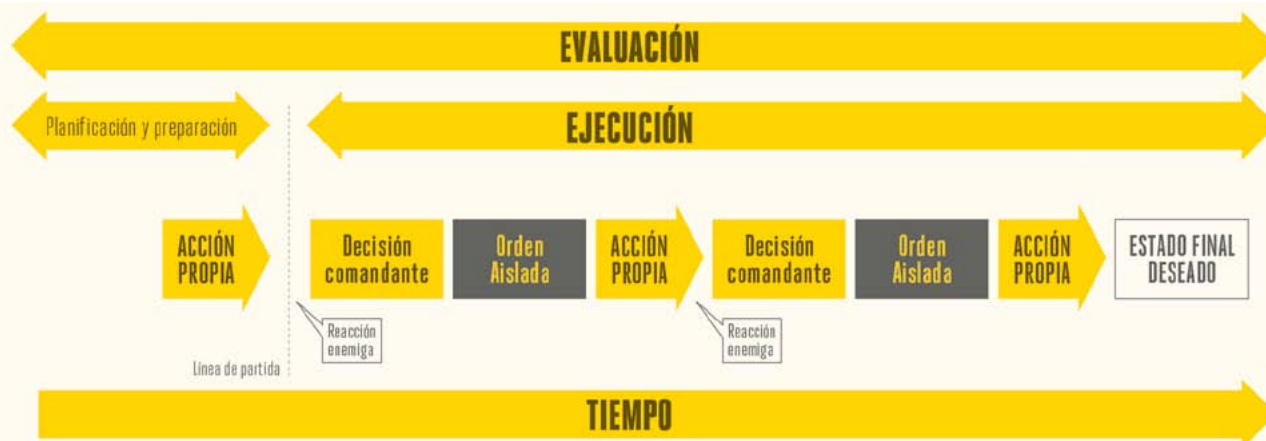 EVALUACIÓN
Planificación y preparación
EJECUCIÓN
ACCIÓN
PROPIA
Decisión
comandante
Orden
Aislada
ACCIÓN
PROPIA
Decisión
comandante
Orden
Aislada
ACCIÓN
PROPIA
ESTADO FINAL
DESEADO
Reacción
enemiga
Reacción
enemiga
Línea de partida
TIEMPO